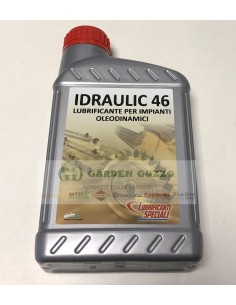 IDRAULIC 46
LUBRIFICANTE PER IMPIANTI
OLEODINAMICI
GARDEN GUZZO
LUBRIFICANTI
SPECIALI